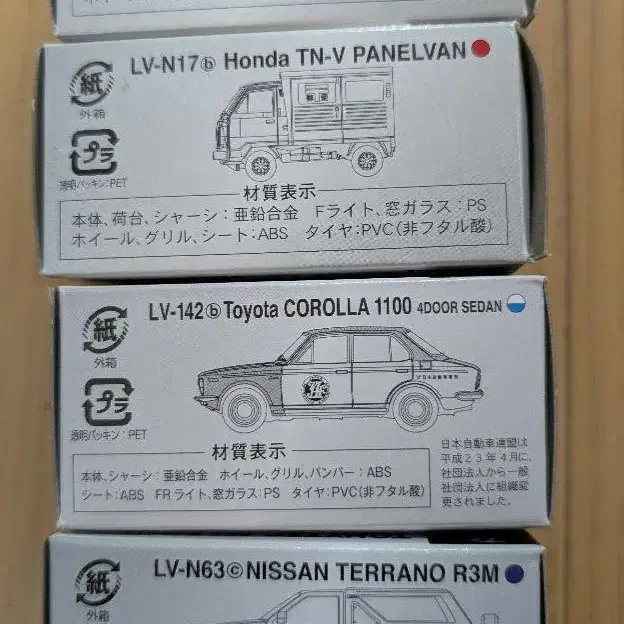 LV-N17ⓑ Honda TN-V PANELVAN
紙
外箱
郵便
プラ
透明パッキン:PET
材質表示
本体、荷台、シャーシ:亜鉛合金 Fライト、窓ガラス:PS
ホイール、グリル、シート:ABS タイヤ:PVC(非フタル酸)
LV-142ⓑ Toyota COROLLA 1100 4DOOR SEDAN
紙
外箱
プラ
透明パッキン:PET
材質表示
本体、シャーシ:亜鉛合金 ホイール、グリル、バンパー:ABS
シート:ABS FRライト、窓ガラス:PS タイヤ:PVC(非フタル酸)
日本自動車連盟は
平成23年4月に、
社団法人から一般
社団法人に組織変
更されました。
LV-N63ⓒ NISSAN TERRANO R3M
紙
外箱